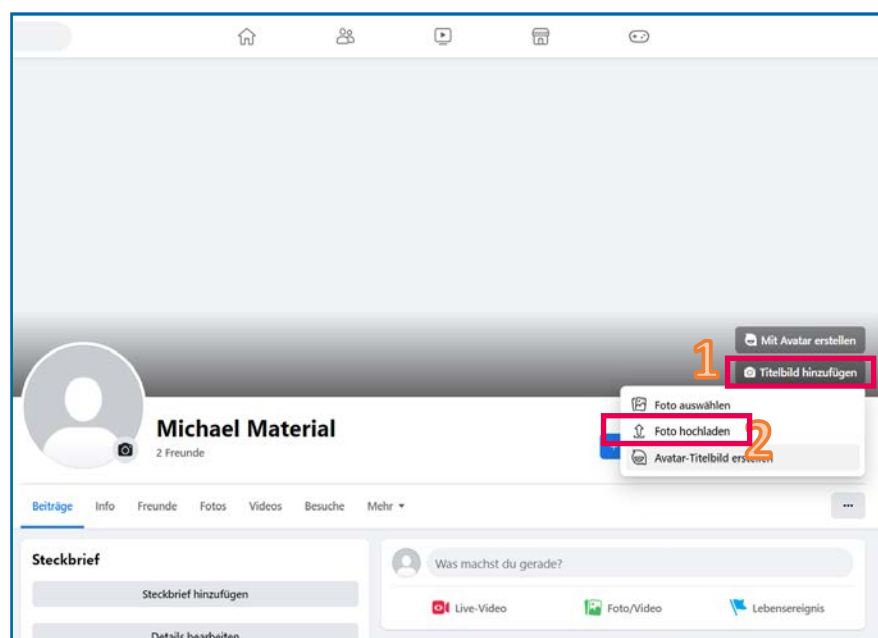 Mit Avatar erstellen
1
Titelbild hinzufügen
Foto auswählen
Foto hochladen
2
Avatar-Titelbild erstellen
Michael Material
2 Freunde
Beiträge Info Freunde Fotos Videos Besuche Mehr
Steckbrief
Steckbrief hinzufügen
Details bearbeiten
Was machst du gerade?
Live-Video Foto/Video Lebensereignis